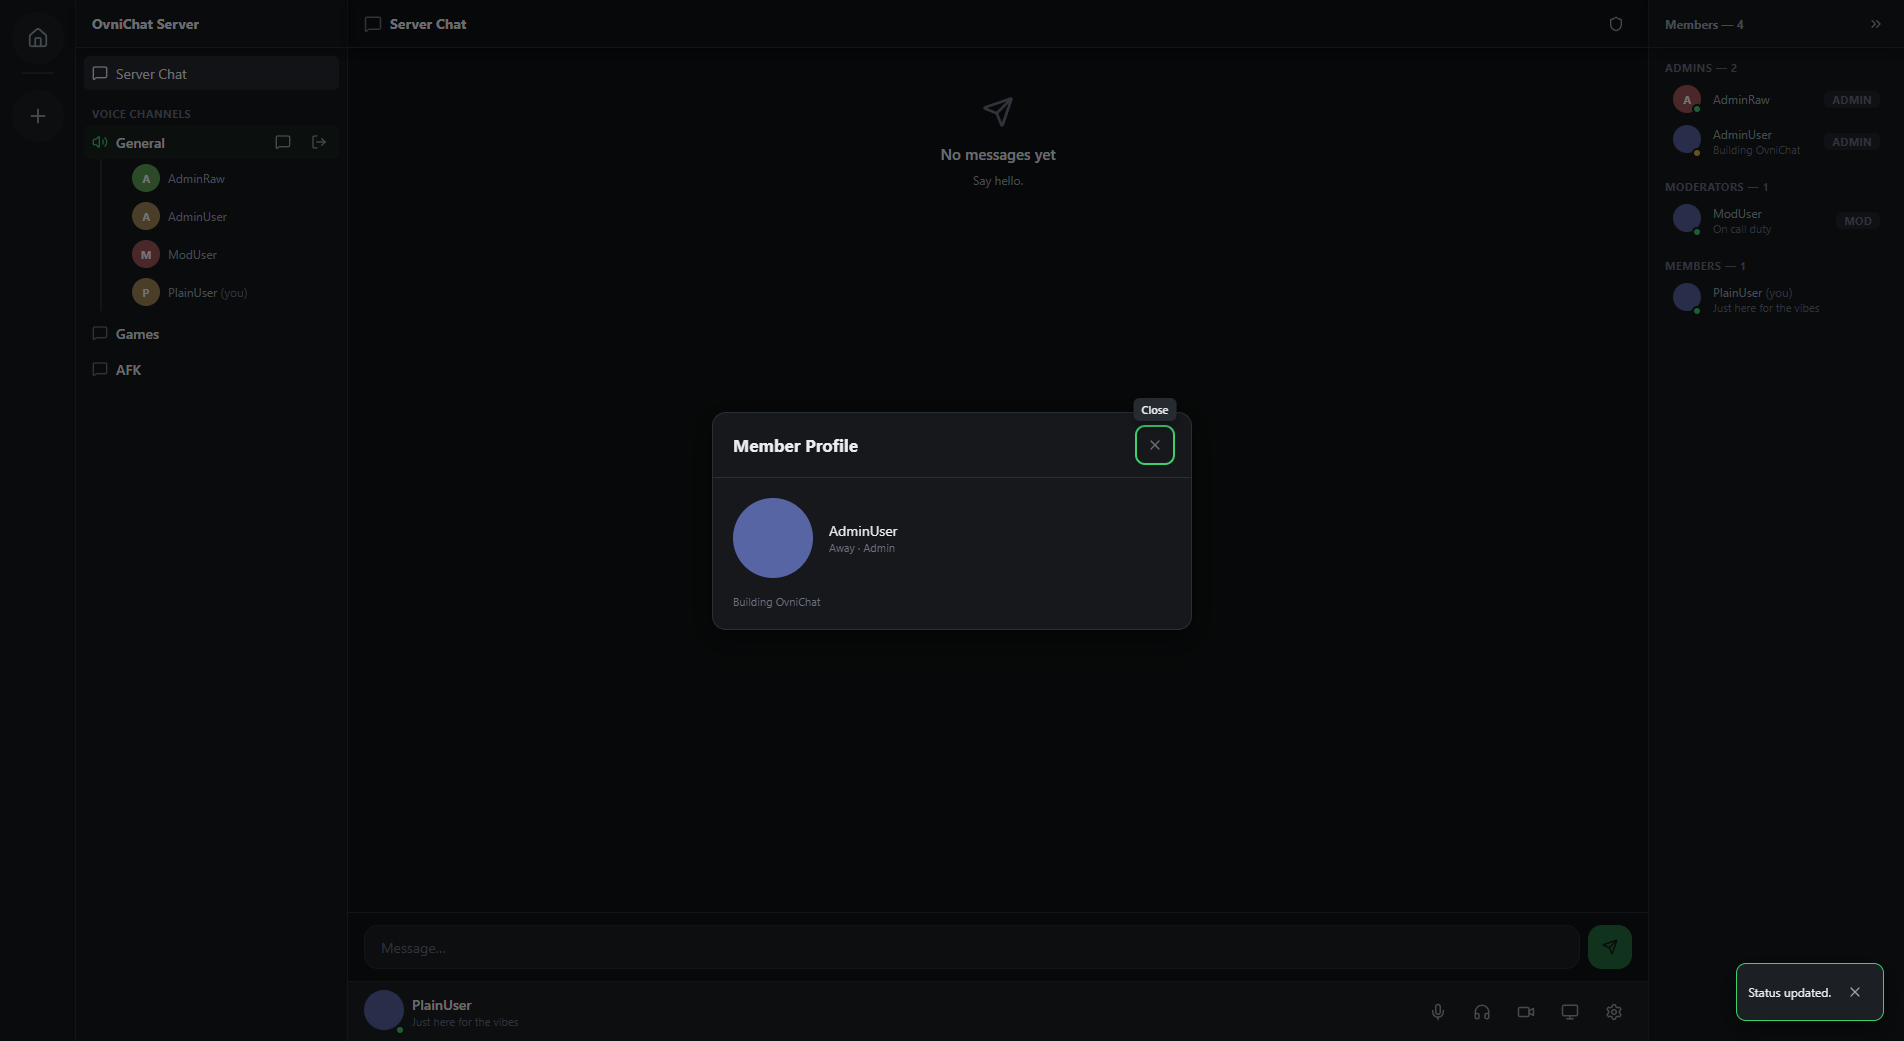 OvniChat Server
Server Chat
VOICE CHANNELS
General
A AdminRaw
A AdminUser
M ModUser
P PlainUser (you)
Games
AFK
Server Chat
No messages yet
Say hello.
Close
Member Profile
AdminUser
Away · Admin
Building OvniChat
Message...
PlainUser
Just here for the vibes
Members — 4
ADMINS — 2
A AdminRaw ADMIN
AdminUser ADMIN
Building OvniChat
MODERATORS — 1
ModUser MOD
On call duty
MEMBERS — 1
PlainUser (you)
Just here for the vibes
Status updated.